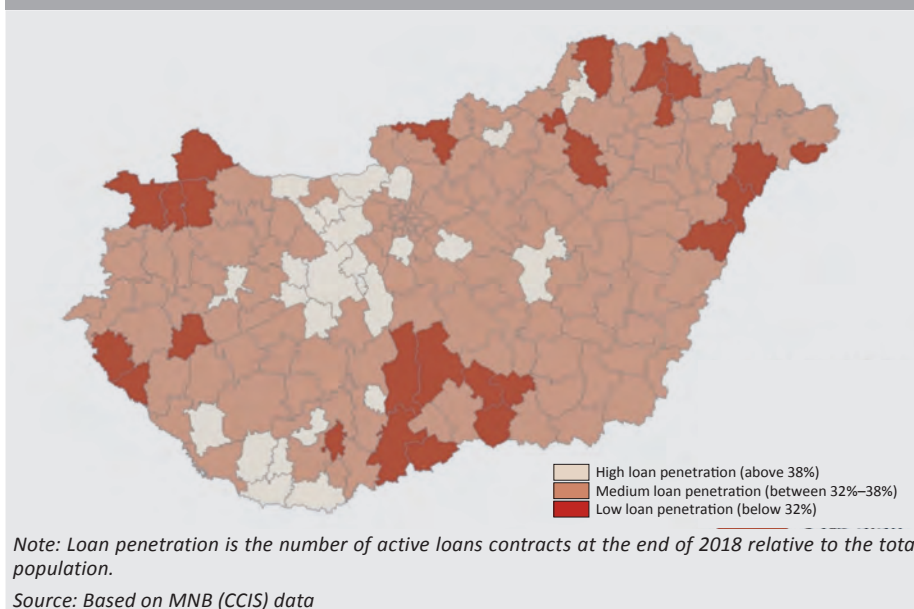 High loan penetration (above 38%)
Medium loan penetration (between 32%–38%)
Low loan penetration (below 32%)
Note: Loan penetration is the number of active loans contracts at the end of 2018 relative to the total
population.
Source: Based on MNB (CCIS) data